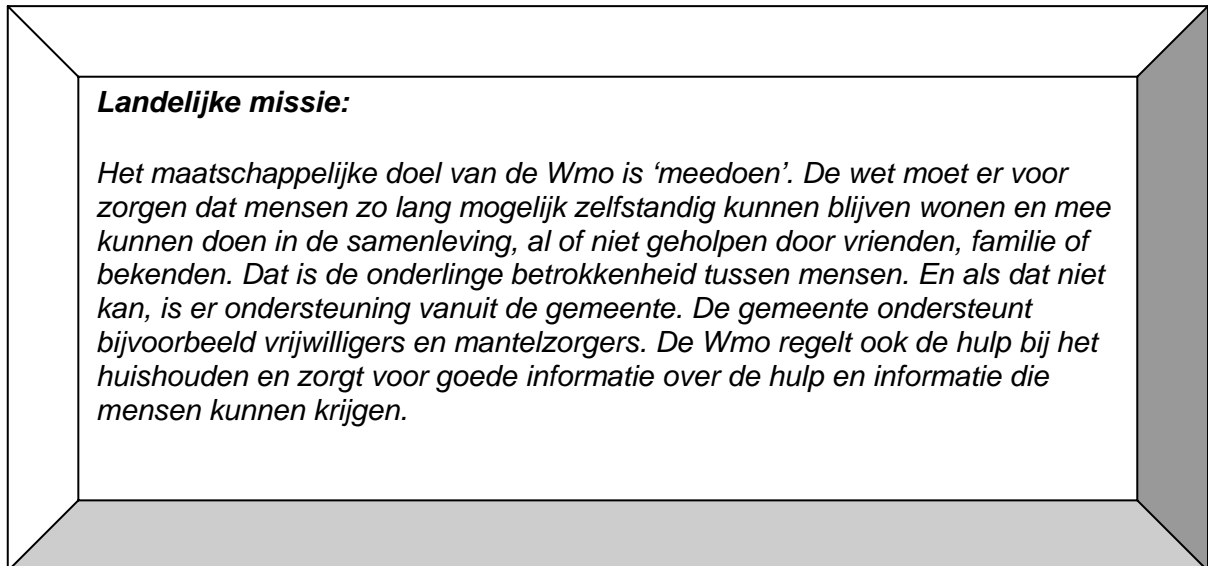 Landelijke missie:
Het maatschappelijke doel van de Wmo is ‘meedoen’. De wet moet er voor
zorgen dat mensen zo lang mogelijk zelfstandig kunnen blijven wonen en mee
kunnen doen in de samenleving, al of niet geholpen door vrienden, familie of
bekenden. Dat is de onderlinge betrokkenheid tussen mensen. En als dat niet
kan, is er ondersteuning vanuit de gemeente. De gemeente ondersteunt
bijvoorbeeld vrijwilligers en mantelzorgers. De Wmo regelt ook de hulp bij het
huishouden en zorgt voor goede informatie over de hulp en informatie die
mensen kunnen krijgen.